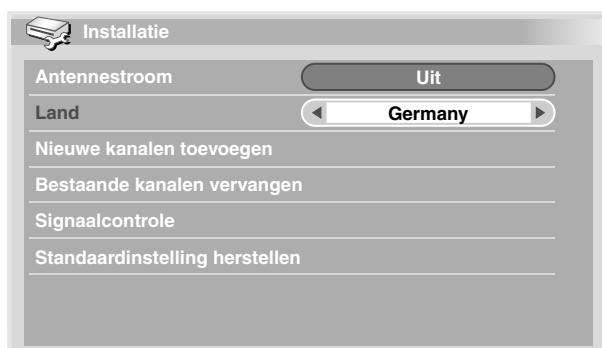 Installatie
Antennestroom Uit
Land Germany
Nieuwe kanalen toevoegen
Bestaande kanalen vervangen
Signaalcontrole
Standaardinstelling herstellen